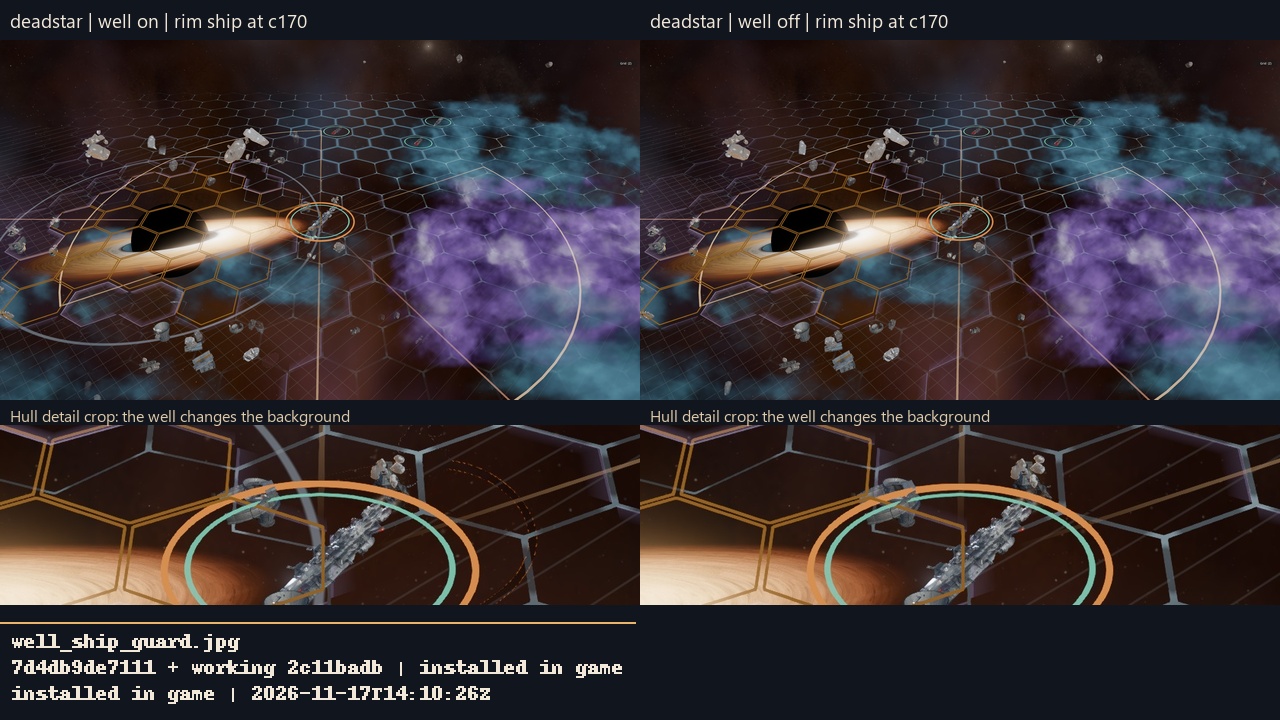 deadstar | well on | rim ship at c170
deadstar | well off | rim ship at c170
Hull detail crop: the well changes the background
Hull detail crop: the well changes the background
well_ship_guard.jpg
7d4db9de7111 + working 2c11badb | installed in game
installed in game | 2026-11-17T14:10:26Z